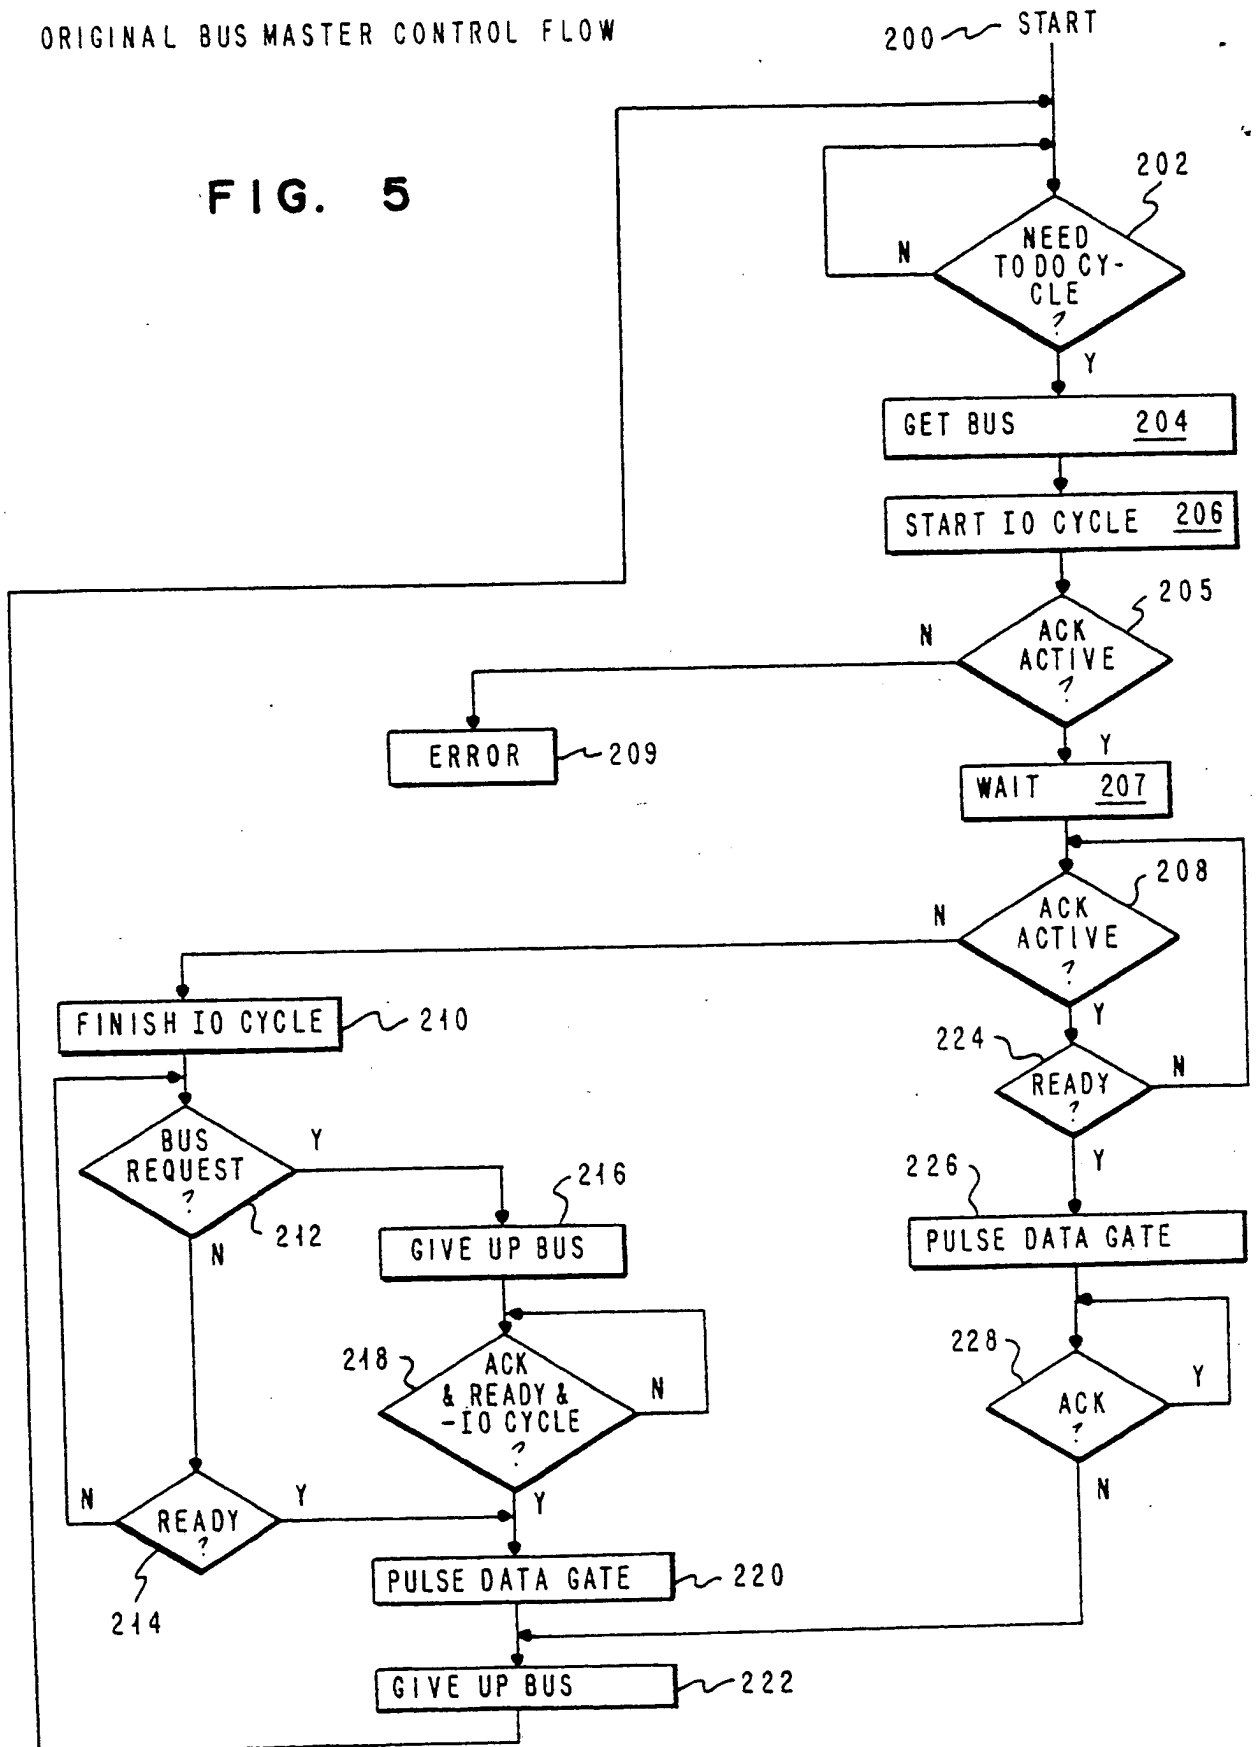 ORIGINAL BUS MASTER CONTROL FLOW
200 START
FIG. 5
202
NEED
TO DO CY-
CLE
?
N
Y
GET BUS 204
START IO CYCLE 206
205
ACK
ACTIVE
?
N
Y
ERROR 209
WAIT 207
208
ACK
ACTIVE
?
N
Y
FINISH IO CYCLE 210
224
READY
?
N
Y
BUS
REQUEST
?
Y
212
N
216
GIVE UP BUS
226
PULSE DATA GATE
218
ACK
& READY &
-IO CYCLE
?
N
Y
228
ACK
?
Y
N
READY
?
N
Y
214
PULSE DATA GATE 220
GIVE UP BUS 222